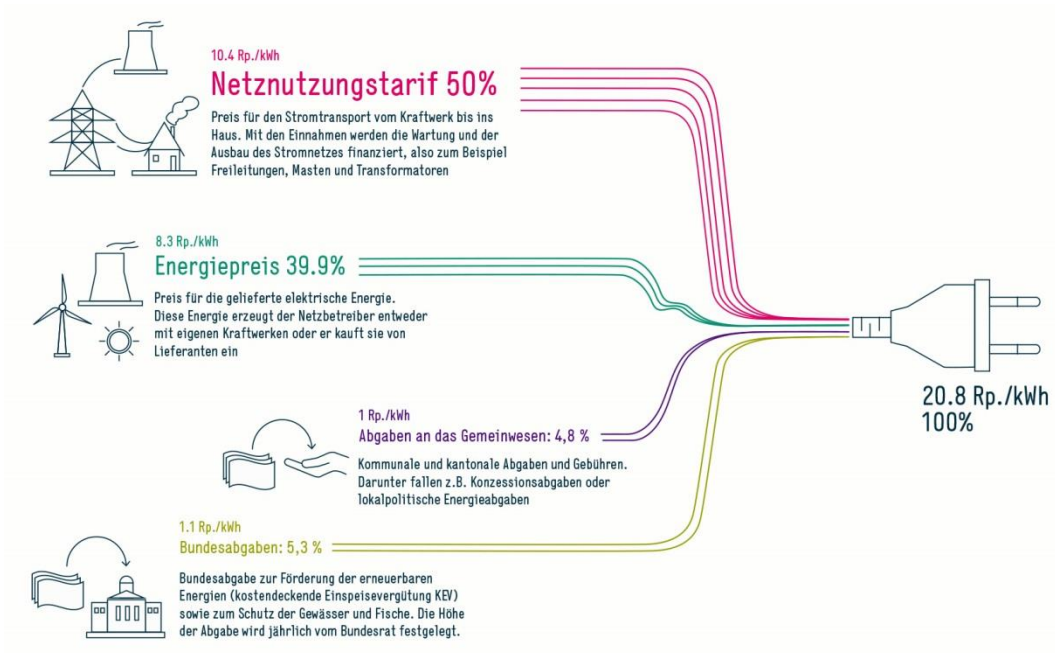 10.4 Rp./kWh
Netznutzungstarif 50%
Preis für den Stromtransport vom Kraftwerk bis ins
Haus. Mit den Einnahmen werden die Wartung und der
Ausbau des Stromnetzes finanziert, also zum Beispiel
Freileitungen, Masten und Transformatoren
8.3 Rp./kWh
Energiepreis 39.9%
Preis für die gelieferte elektrische Energie.
Diese Energie erzeugt der Netzbetreiber entweder
mit eigenen Kraftwerken oder er kauft sie von
Lieferanten ein
20.8 Rp./kWh
100%
1 Rp./kWh
Abgaben an das Gemeinwesen: 4,8 %
Kommunale und kantonale Abgaben und Gebühren.
Darunter fallen z.B. Konzessionsabgaben oder
lokalpolitische Energieabgaben
1.1 Rp./kWh
Bundesabgaben: 5,3 %
Bundesabgabe zur Förderung der erneuerbaren
Energien (kostendeckende Einspeisevergütung KEV)
sowie zum Schutz der Gewässer und Fische. Die Höhe
der Abgabe wird jährlich vom Bundesrat festgelegt.